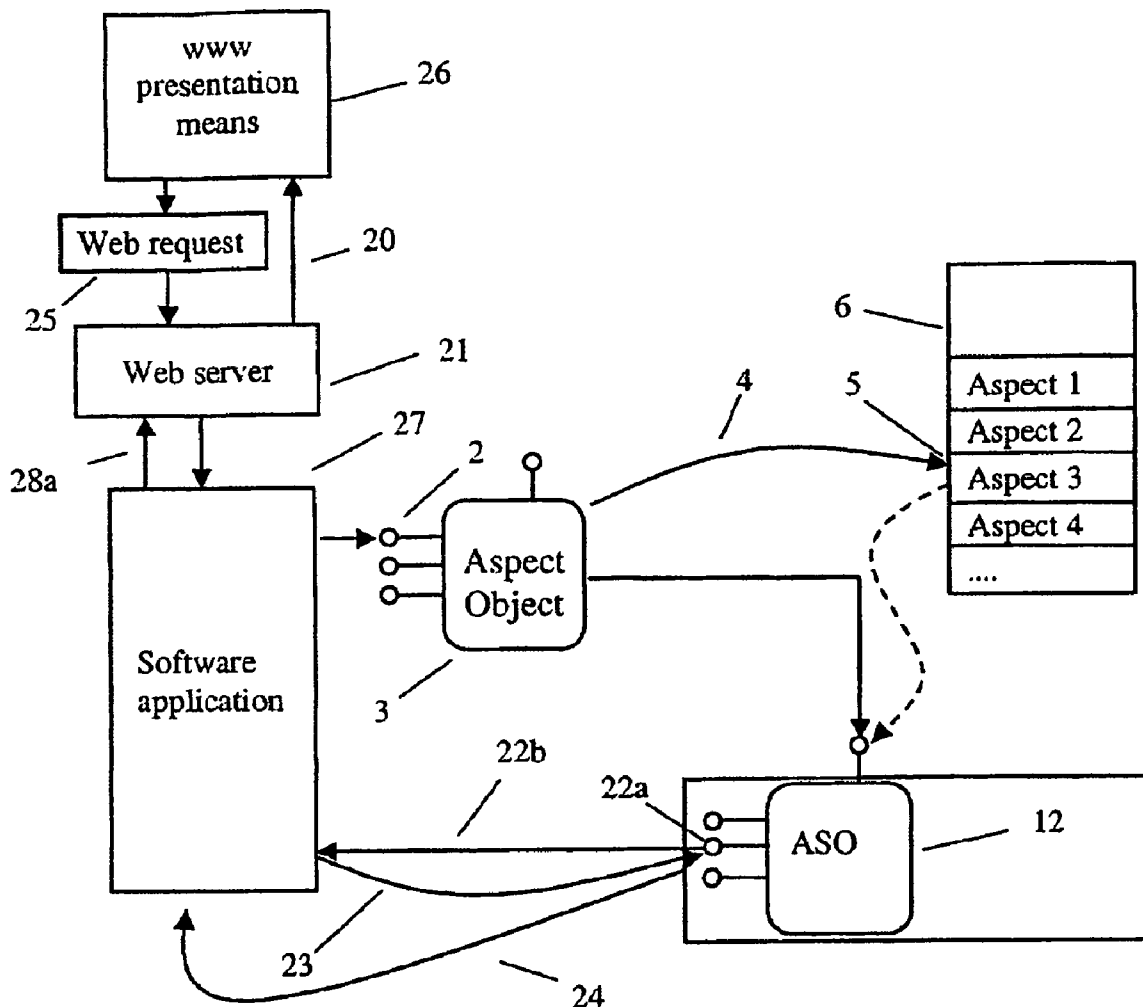 www
presentation
means
26
Web request
20
25
6
Web server
21
4
5
Aspect 1
27
2
Aspect 2
28a
Aspect 3
Aspect 4
....
Aspect
Object
Software
application
3
22b
22a
ASO
12
23
24